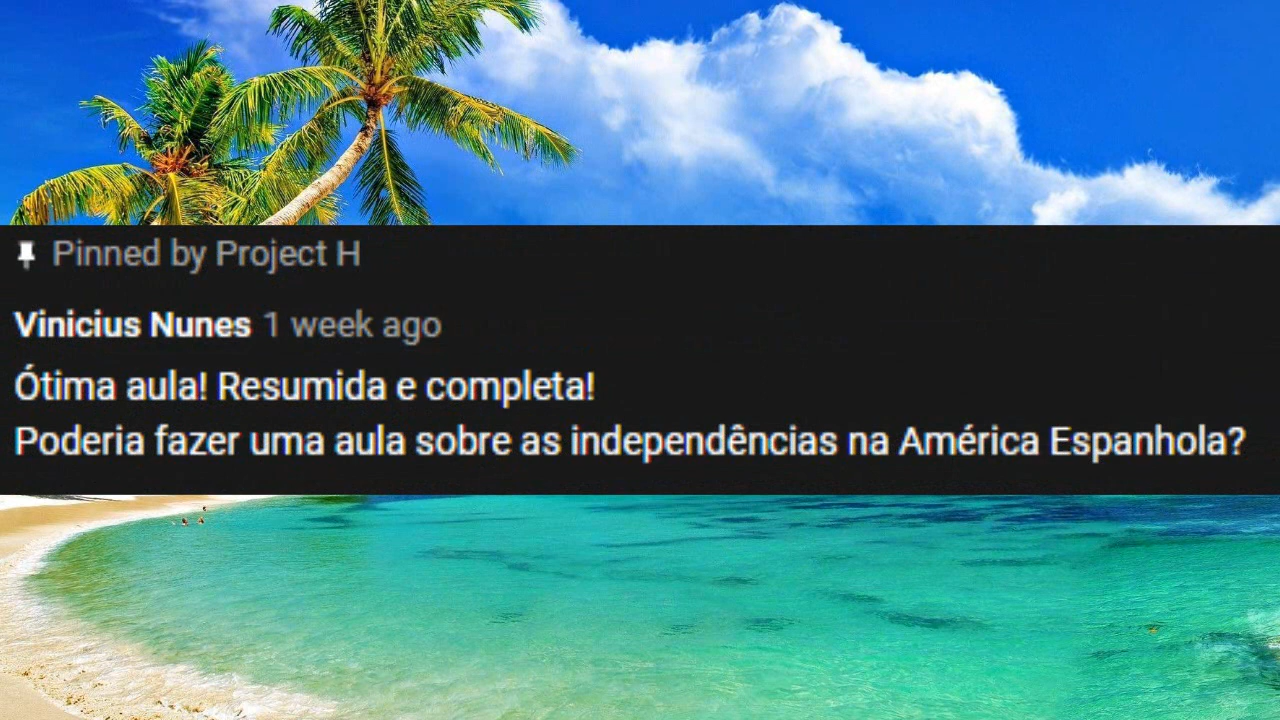 Pinned by Project H
Vinicius Nunes 1 week ago
Ótima aula! Resumida e completa!
Poderia fazer uma aula sobre as independências na América Espanhola?